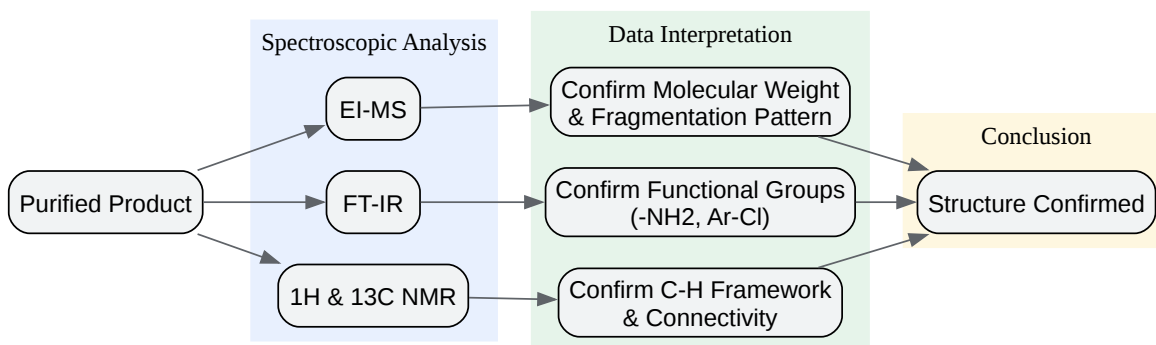 Spectroscopic Analysis
Data Interpretation
Conclusion
Purified Product
EI-MS
FT-IR
1H & 13C NMR
Confirm Molecular Weight
& Fragmentation Pattern
Confirm Functional Groups
(-NH2, Ar-Cl)
Confirm C-H Framework
& Connectivity
Structure Confirmed